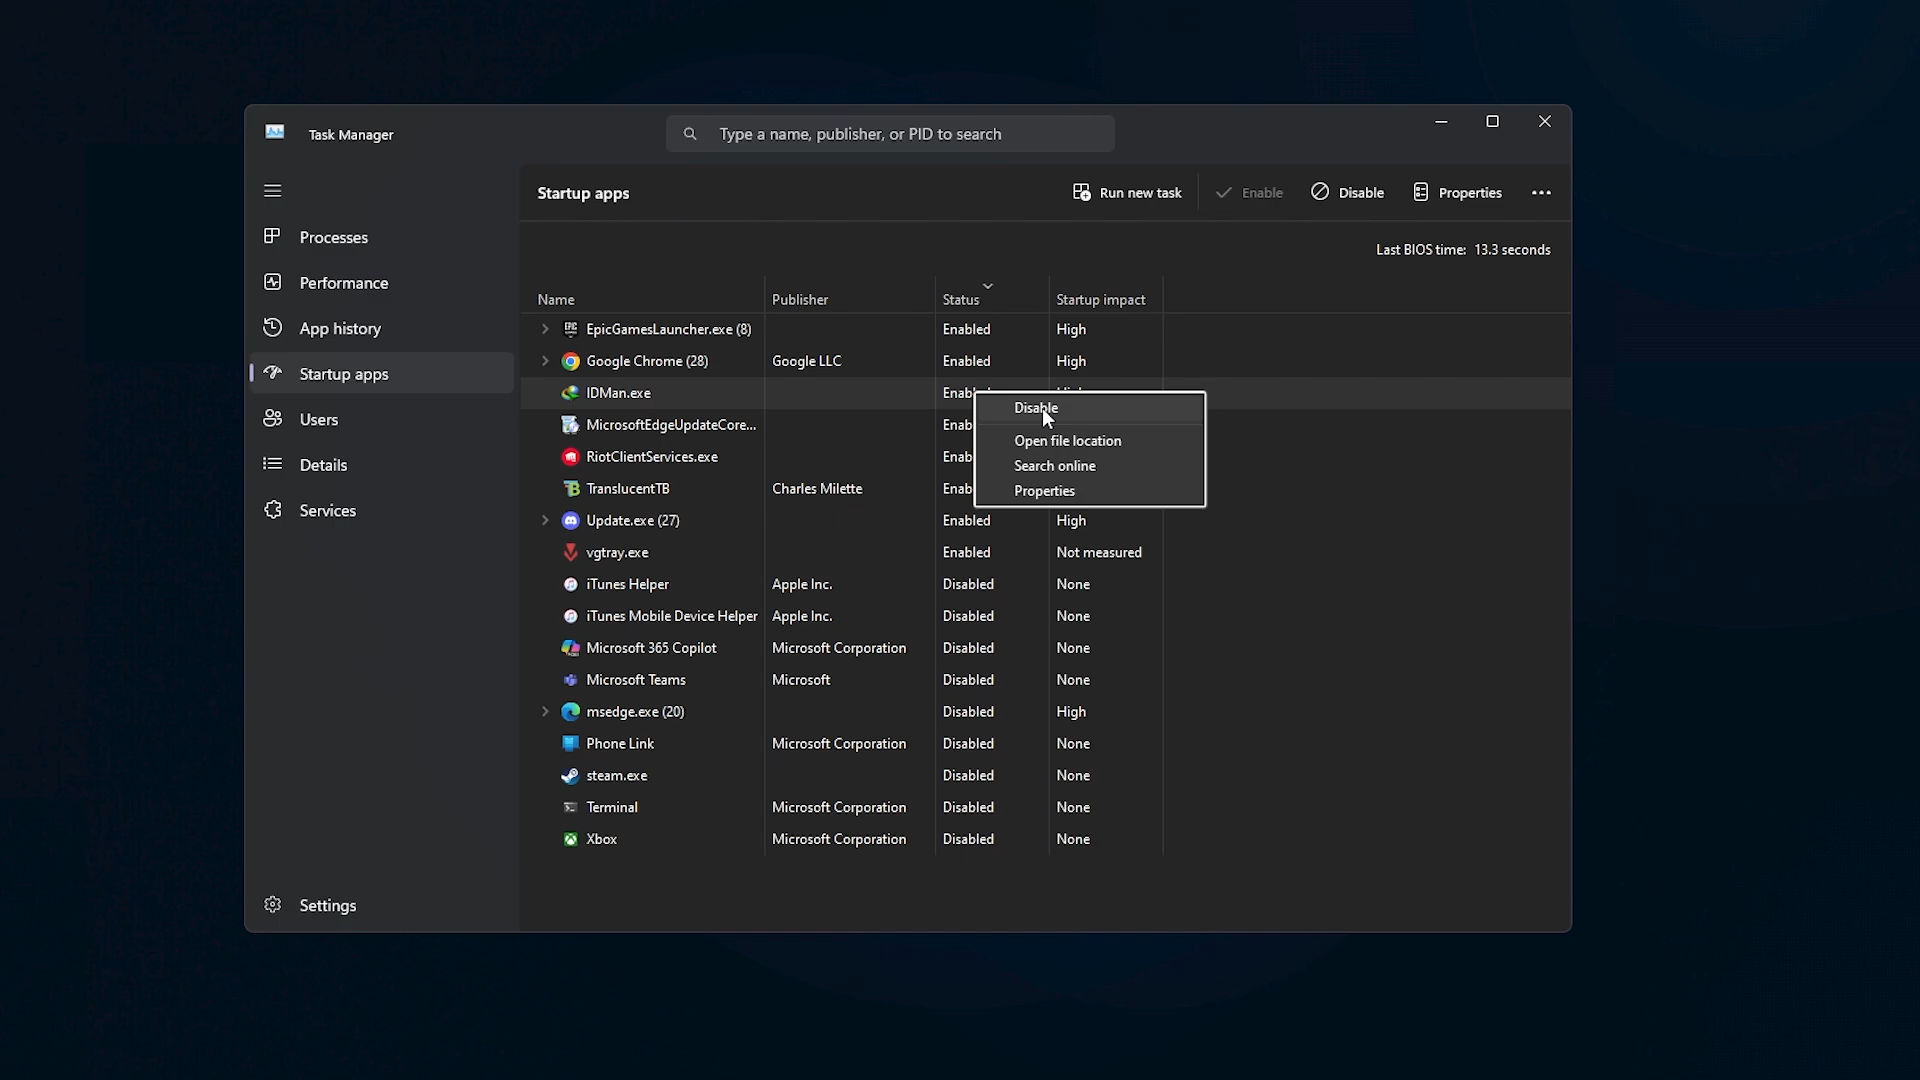 Task Manager
Type a name, publisher, or PID to search
Startup apps Run new task Enable Disable Properties
Processes
Performance
App history
Startup apps
Users
Details
Services
Settings
Last BIOS time: 13.3 seconds
Name Publisher Status Startup impact
EpicGamesLauncher.exe (8) Enabled High
Google Chrome (28) Google LLC Enabled High
IDMan.exe
MicrosoftEdgeUpdateCore... Enab
RiotClientServices.exe Enab
TranslucentTB Charles Milette Enab
Update.exe (27) Enabled High
vgtray.exe Enabled Not measured
iTunes Helper Apple Inc. Disabled None
iTunes Mobile Device Helper Apple Inc. Disabled None
Microsoft 365 Copilot Microsoft Corporation Disabled None
Microsoft Teams Microsoft Disabled None
msedge.exe (20) Disabled High
Phone Link Microsoft Corporation Disabled None
steam.exe Disabled None
Terminal Microsoft Corporation Disabled None
Xbox Microsoft Corporation Disabled None
Disable
Open file location
Search online
Properties